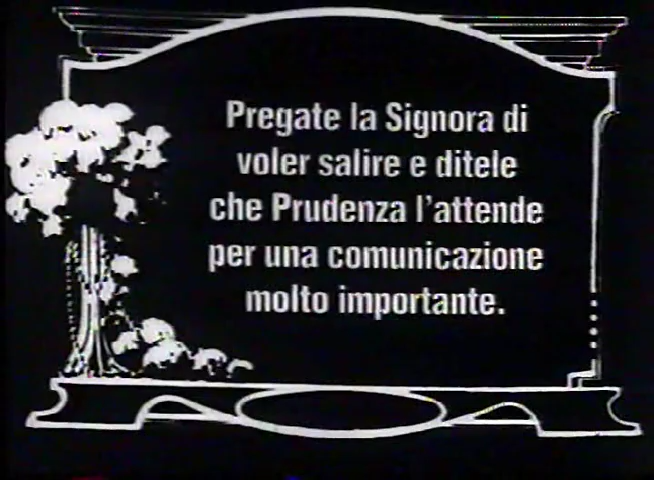 Pregate la Signora di
voler salire e ditele
che Prudenza l'attende
per una comunicazione
molto importante.